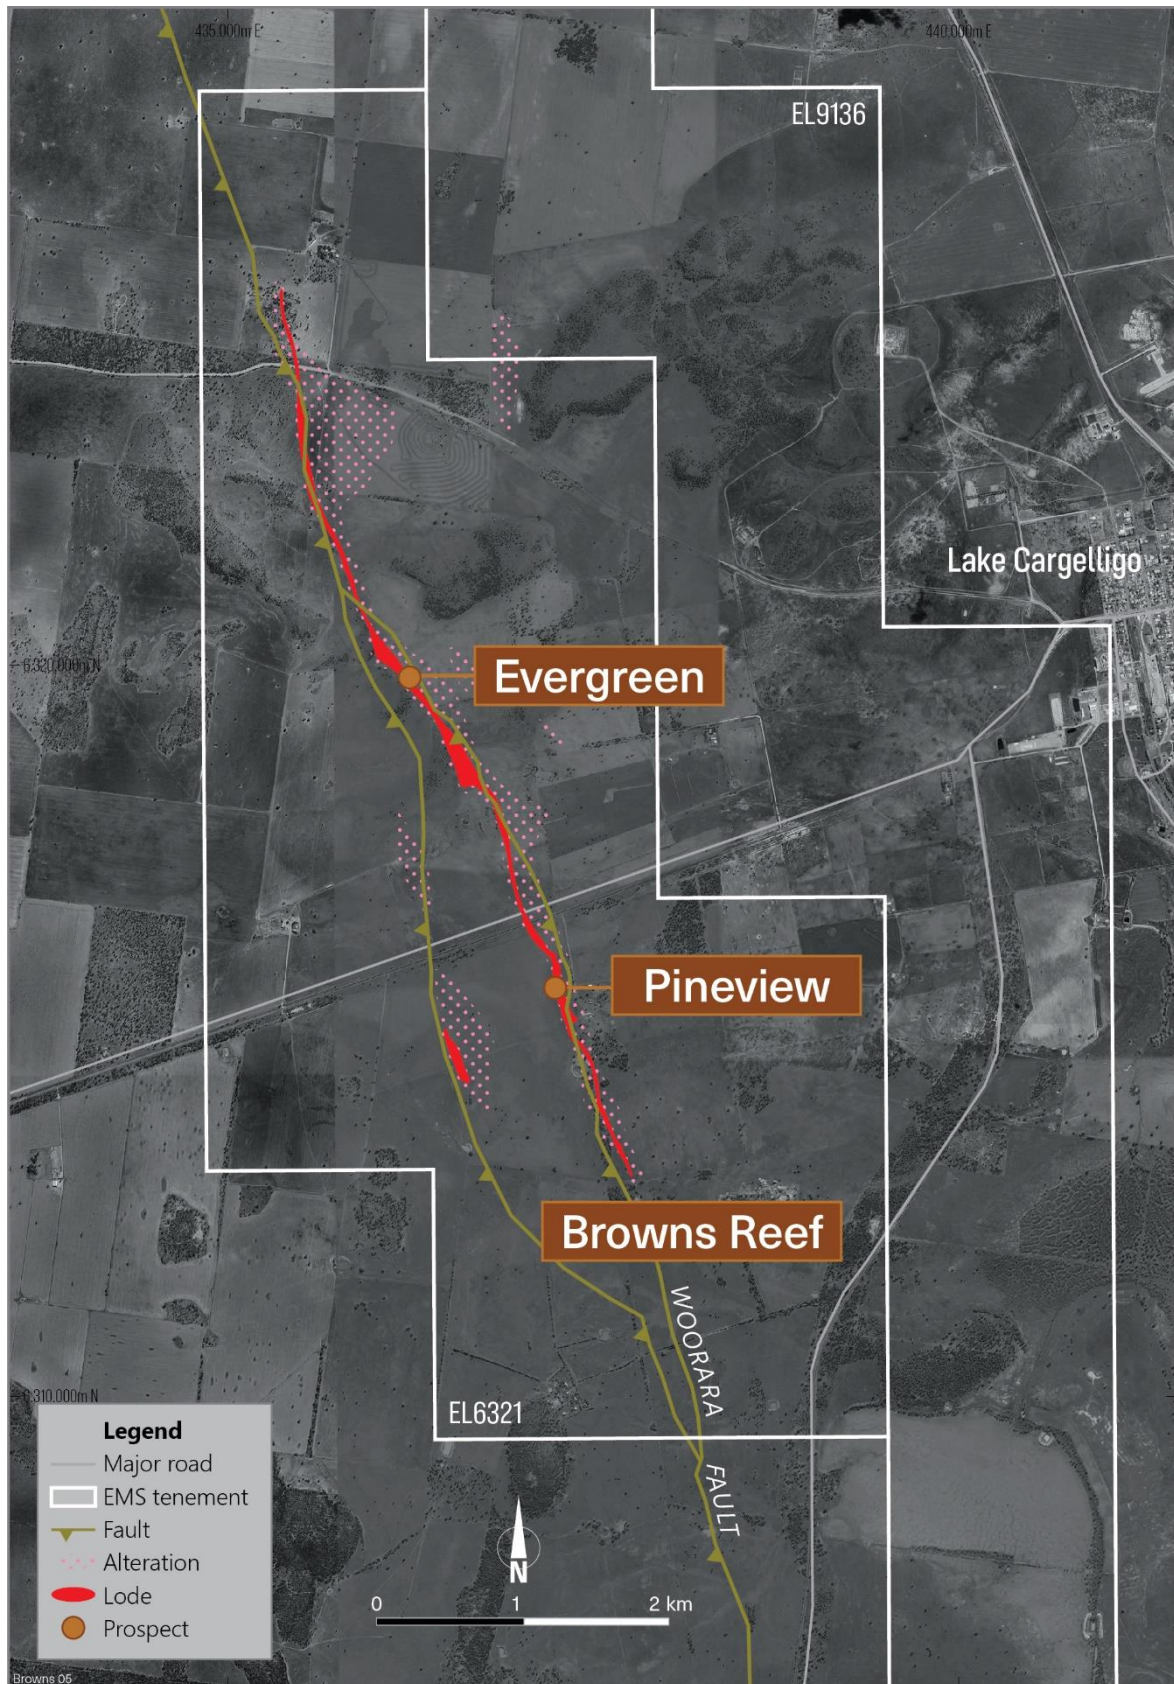 435,000m E
440,000m E
EL9136
Lake Cargelligo
6,320,000m N
Evergreen
Pineview
Browns Reef
WOORARA
FAULT
6,310,000m N
EL6321
Legend
Major road
EMS tenement
Fault
Alteration
Lode
Prospect
N
0 1 2 km
Browns 05